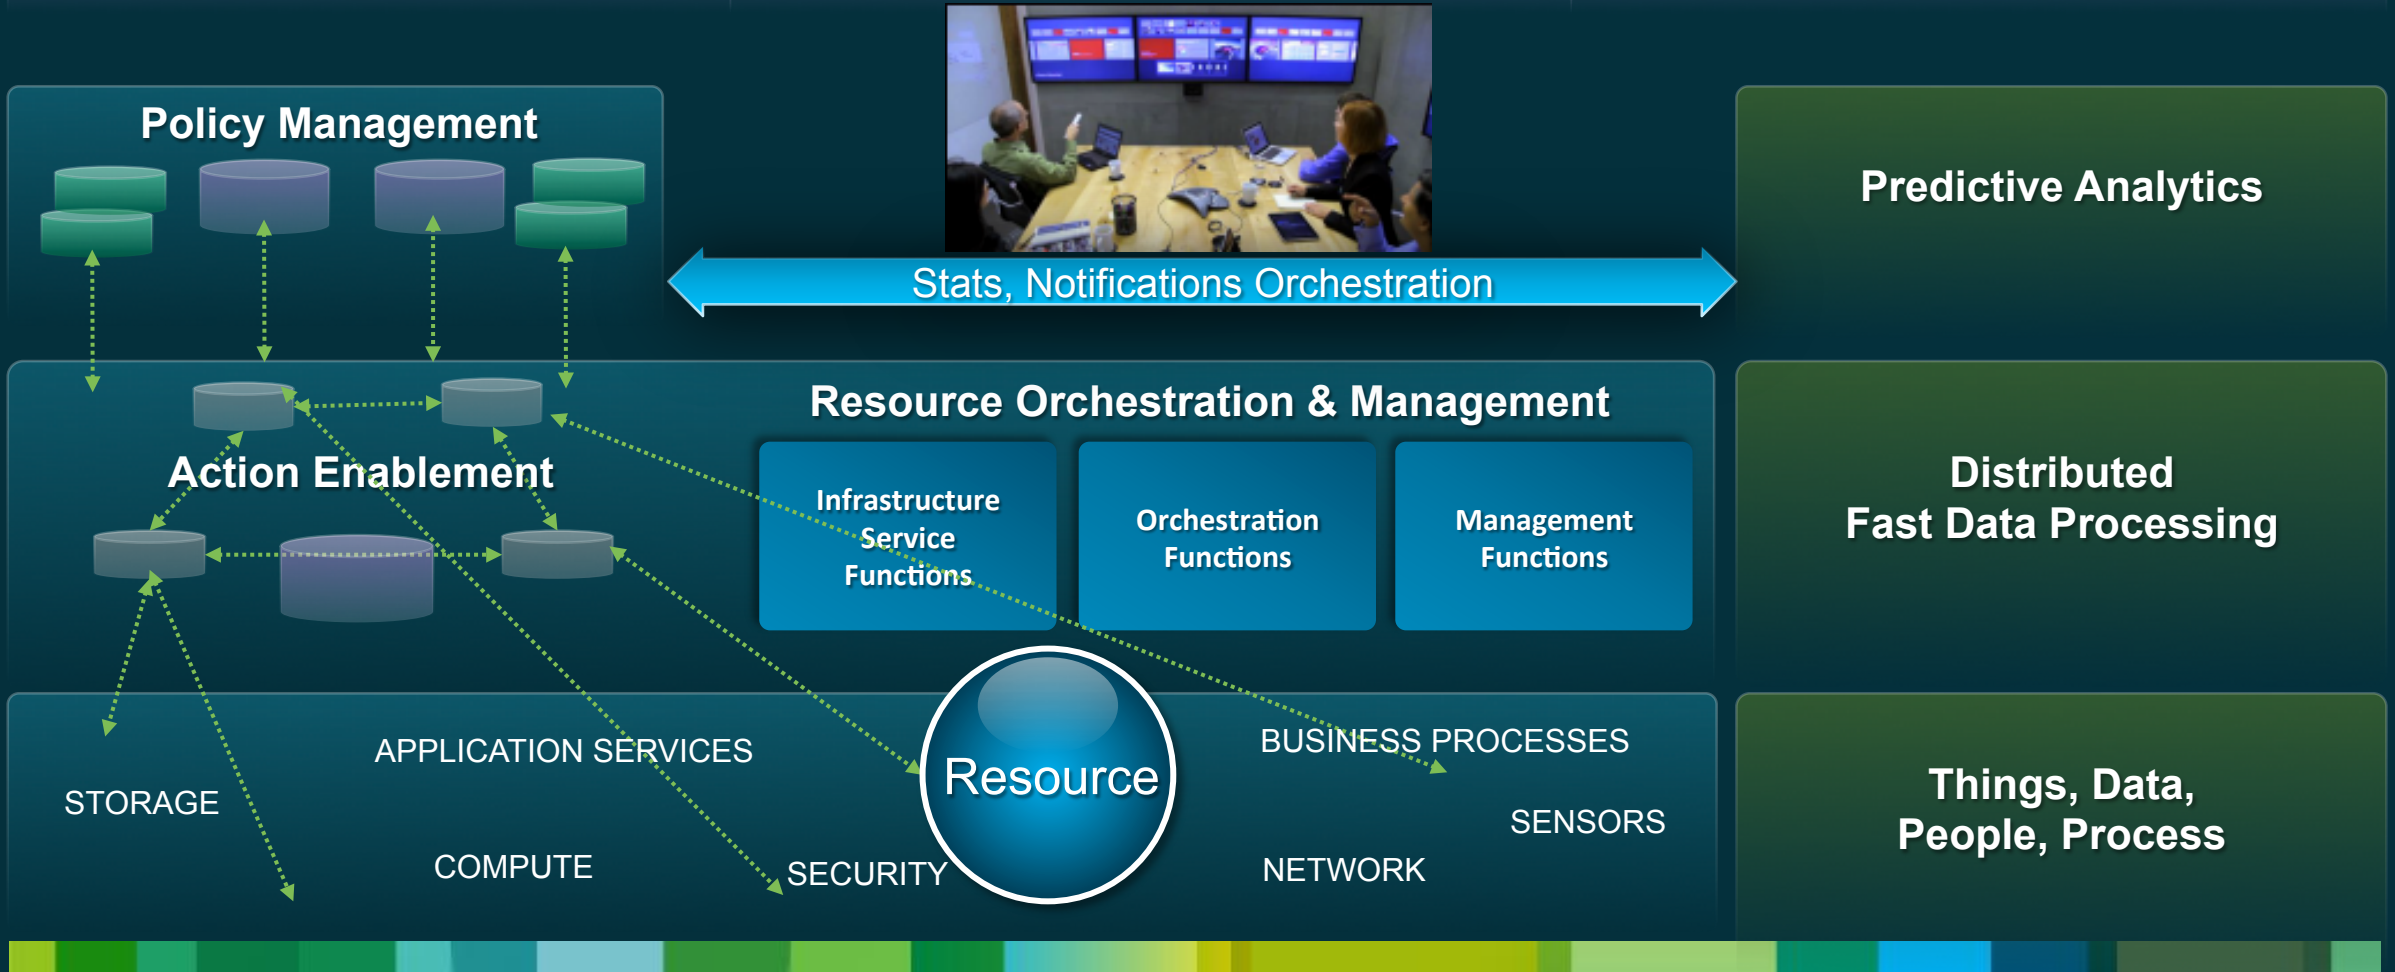 Policy Management
Predictive Analytics
Stats, Notifications Orchestration
Resource Orchestration & Management
Action Enablement
Infrastructure
Service
Functions
Orchestration
Functions
Management
Functions
Distributed
Fast Data Processing
APPLICATION SERVICES
BUSINESS PROCESSES
STORAGE
Resource
SENSORS
COMPUTE
SECURITY
NETWORK
Things, Data,
People, Process